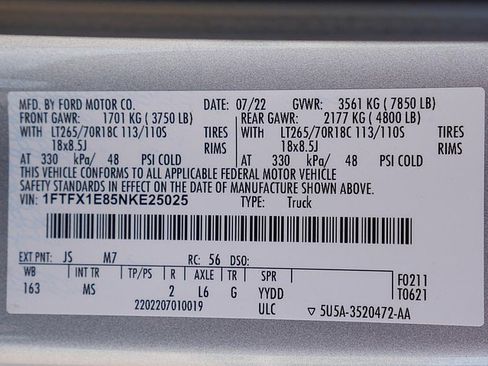 MFD. BY FORD MOTOR CO. DATE: 07/22 GVWR: 3561 KG ( 7850 LB)
FRONT GAWR: 1701 KG ( 3750 LB) REAR GAWR: 2177 KG ( 4800 LB)
WITH LT265/70R18C 113/110S TIRES WITH LT265/70R18C 113/110S TIRES
18x8.5J RIMS 18x8.5J RIMS
AT 330 kPa/ 48 PSI COLD AT 330 kPa/ 48 PSI COLD
THIS VEHICLE CONFORMS TO ALL APPLICABLE FEDERAL MOTOR VEHICLE
SAFETY STANDARDS IN EFFECT ON THE DATE OF MANUFACTURE SHOWN ABOVE.
VIN: 1FTFX1E85NKE25025 TYPE: Truck
EXT PNT: JS M7 RC: 56 DSO:
WB INT TR TP/PS R AXLE TR SPR F0211
163 MS 2 L6 G YYDD T0621
2202207010019 ULC ▽ 5U5A-3520472-AA